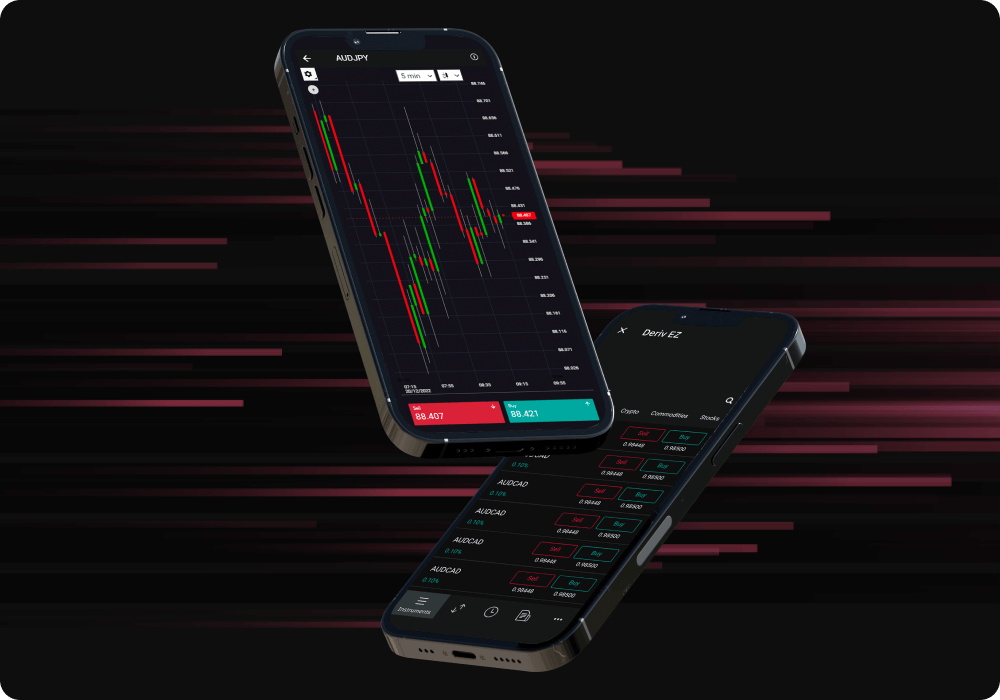 AUDJPY
5 min
88.746
88.701
88.656
88.611
88.566
88.521
88.476
88.431
88.407
88.386
88.341
88.296
88.231
88.206
88.161
88.116
88.071
88.026
07:15 07:55 08:35 09:15 09:55
20/12/2022
Sell
88.407
Buy
88.421
Deriv EZ
Crypto Commodities Stocks
Sell Buy
0.98448 0.98500
0.10%
Sell Buy
0.98448 0.98500
AUDCAD
0.10%
Sell Buy
0.98448 0.98500
AUDCAD
0.10%
Sell Buy
0.98448 0.98500
AUDCAD
0.10%
Sell Buy
0.98448 0.98500
AUDCAD
0.10%
Sell Buy
0.98448 0.98500
Instruments